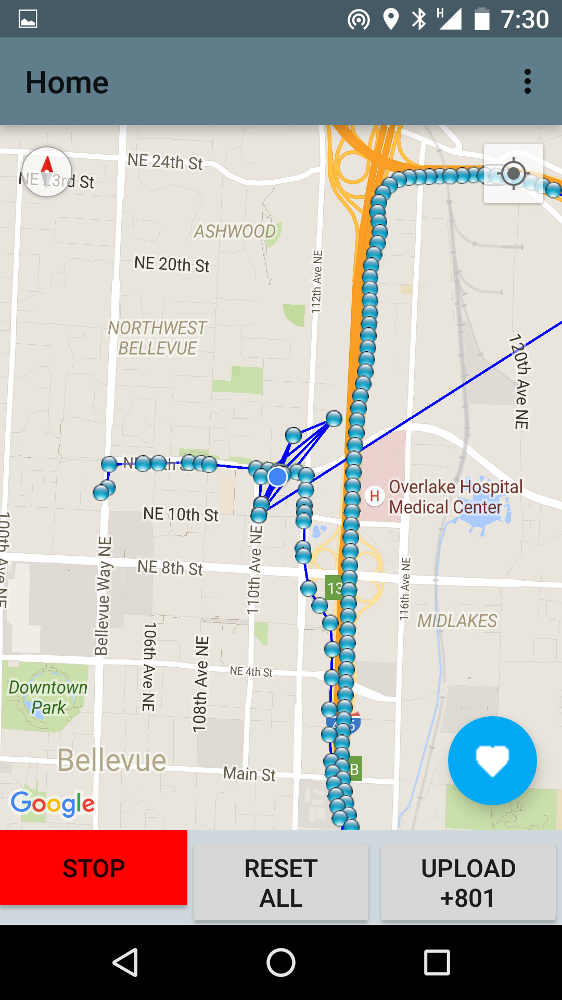 H
7:30
Home
NE 24th St
NE 23rd St
ASHWOOD
NE 20th St
112th Ave NE
NORTHWEST
BELLEVUE
120th Ave NE
NE
th S
H
Overlake Hospital
Medical Center
NE 10th St
100th Ave NE
110th Ave NE
NE 8th St
Bellevue Way NE
116th Ave NE
13
MIDLAKES
106th Ave NE
108th Ave NE
NE 4th St
Downtown
Park
5
Bellevue
Main St
B
Google
STOP
RESET
ALL
UPLOAD
+801